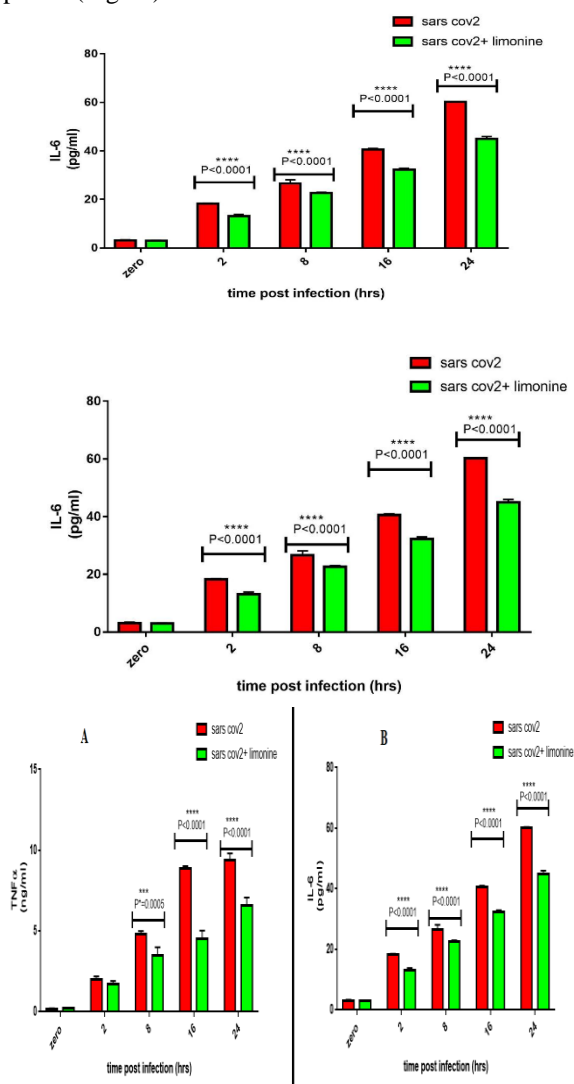 sars cov2
sars cov2+ limonine
80
60
40
20
0
IL-6
(pg/ml)
****
P<0.0001
****
P<0.0001
****
P<0.0001
****
P<0.0001
zero
2
8
16
24
time post infection (hrs)
sars cov2
sars cov2+ limonine
80
60
40
20
0
IL-6
(pg/ml)
****
P<0.0001
****
P<0.0001
****
P<0.0001
****
P<0.0001
zero
2
8
16
24
time post infection (hrs)
A
sars cov2
sars cov2+ limonine
15
10
5
0
TNFα
(ng/ml)
***
P*=0.0005
****
P<0.0001
****
P<0.0001
zero
2
8
16
24
time post infection (hrs)
B
sars cov2
sars cov2+ limonine
80
60
40
20
0
IL-6
(pg/ml)
****
P<0.0001
****
P<0.0001
****
P<0.0001
****
P<0.0001
zero
2
8
16
24
time post infection (hrs)